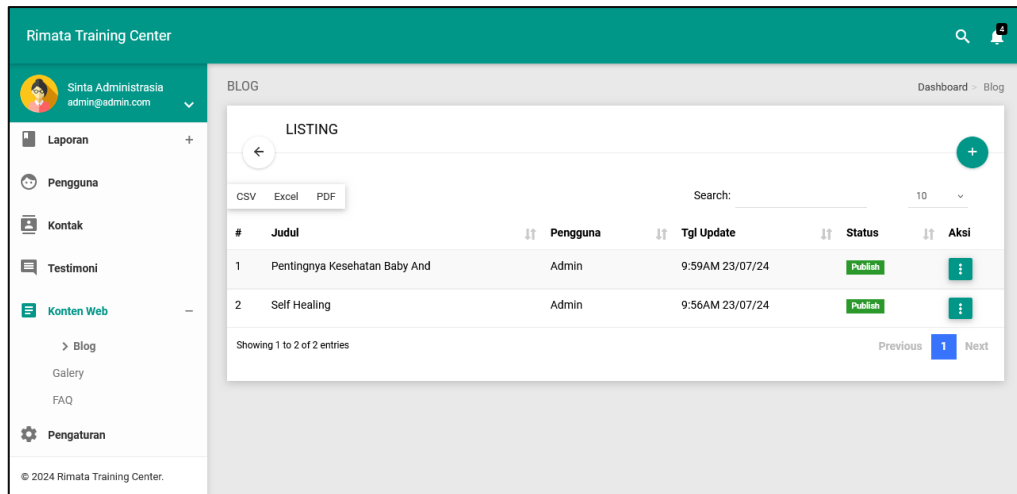 Rimata Training Center
4
Sinta Administrasia
admin@admin.com
Laporan
Pengguna
Kontak
Testimoni
Konten Web
> Blog
Galery
FAQ
Pengaturan
© 2024 Rimata Training Center.
BLOG
Dashboard > Blog
LISTING
CSV Excel PDF
Search:
10
# Judul Pengguna Tgl Update Status Aksi
1 Pentingnya Kesehatan Baby And Admin 9:59AM 23/07/24 Publish
2 Self Healing Admin 9:56AM 23/07/24 Publish
Showing 1 to 2 of 2 entries
Previous 1 Next